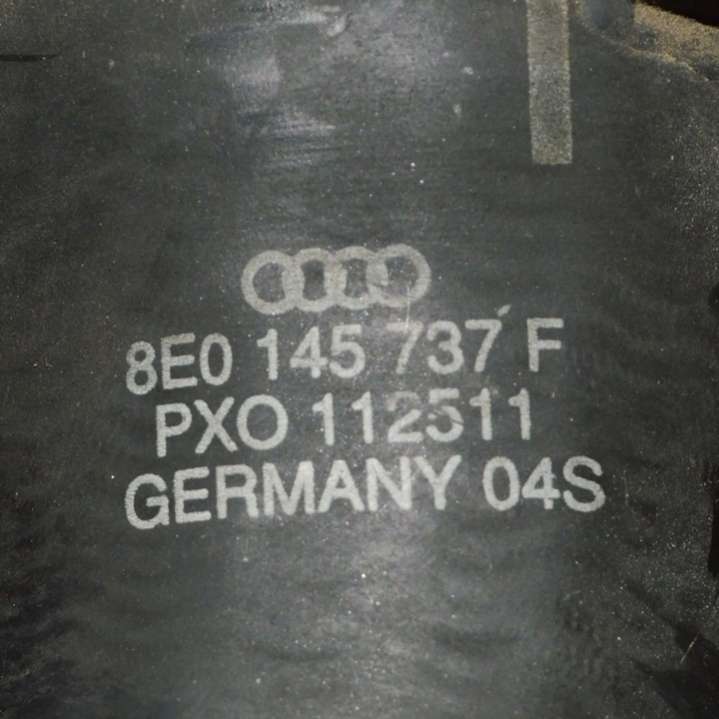 8E0 145 737 F
PXO 112511
GERMANY 04S